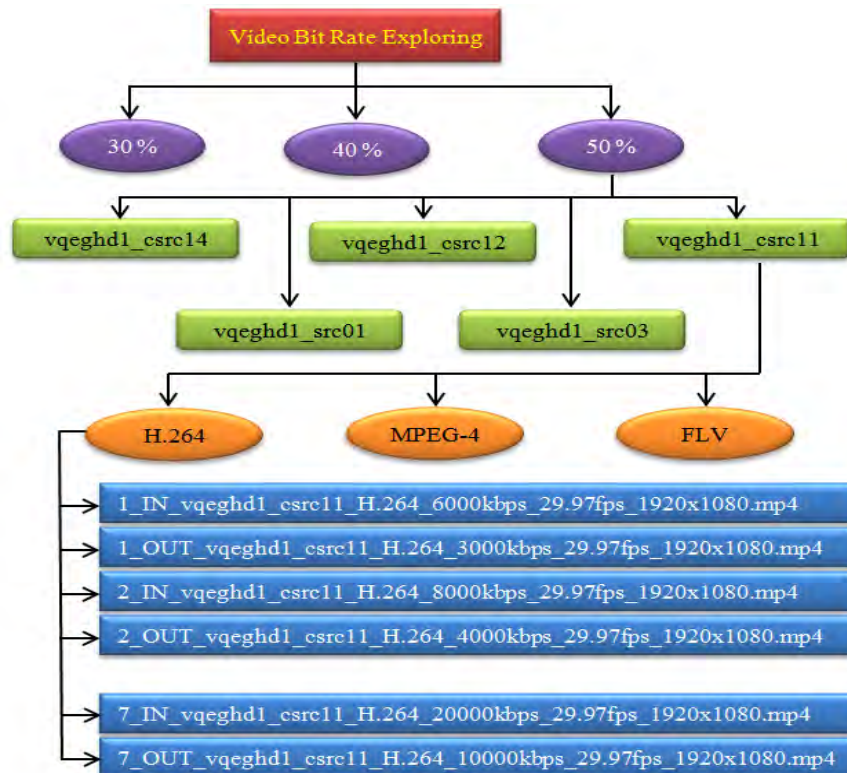 Video Bit Rate Exploring
30 %
40 %
50 %
vqeghd1_csrc14
vqeghd1_csrc12
vqeghd1_csrc11
vqeghd1_src01
vqeghd1_src03
H.264
MPEG-4
FLV
1_IN_vqeghd1_csrc11_H.264_6000kbps_29.97fps_1920x1080.mp4
1_OUT_vqeghd1_csrc11_H.264_3000kbps_29.97fps_1920x1080.mp4
2_IN_vqeghd1_csrc11_H.264_8000kbps_29.97fps_1920x1080.mp4
2_OUT_vqeghd1_csrc11_H.264_4000kbps_29.97fps_1920x1080.mp4
7_IN_vqeghd1_csrc11_H.264_20000kbps_29.97fps_1920x1080.mp4
7_OUT_vqeghd1_csrc11_H.264_10000kbps_29.97fps_1920x1080.mp4